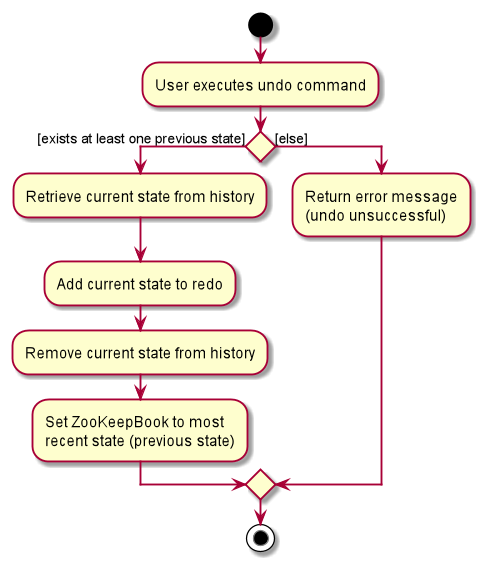 User executes undo command
[exists at least one previous state]
[else]
Retrieve current state from history
Return error message
(undo unsuccessful)
Add current state to redo
Remove current state from history
Set ZooKeepBook to most
recent state (previous state)